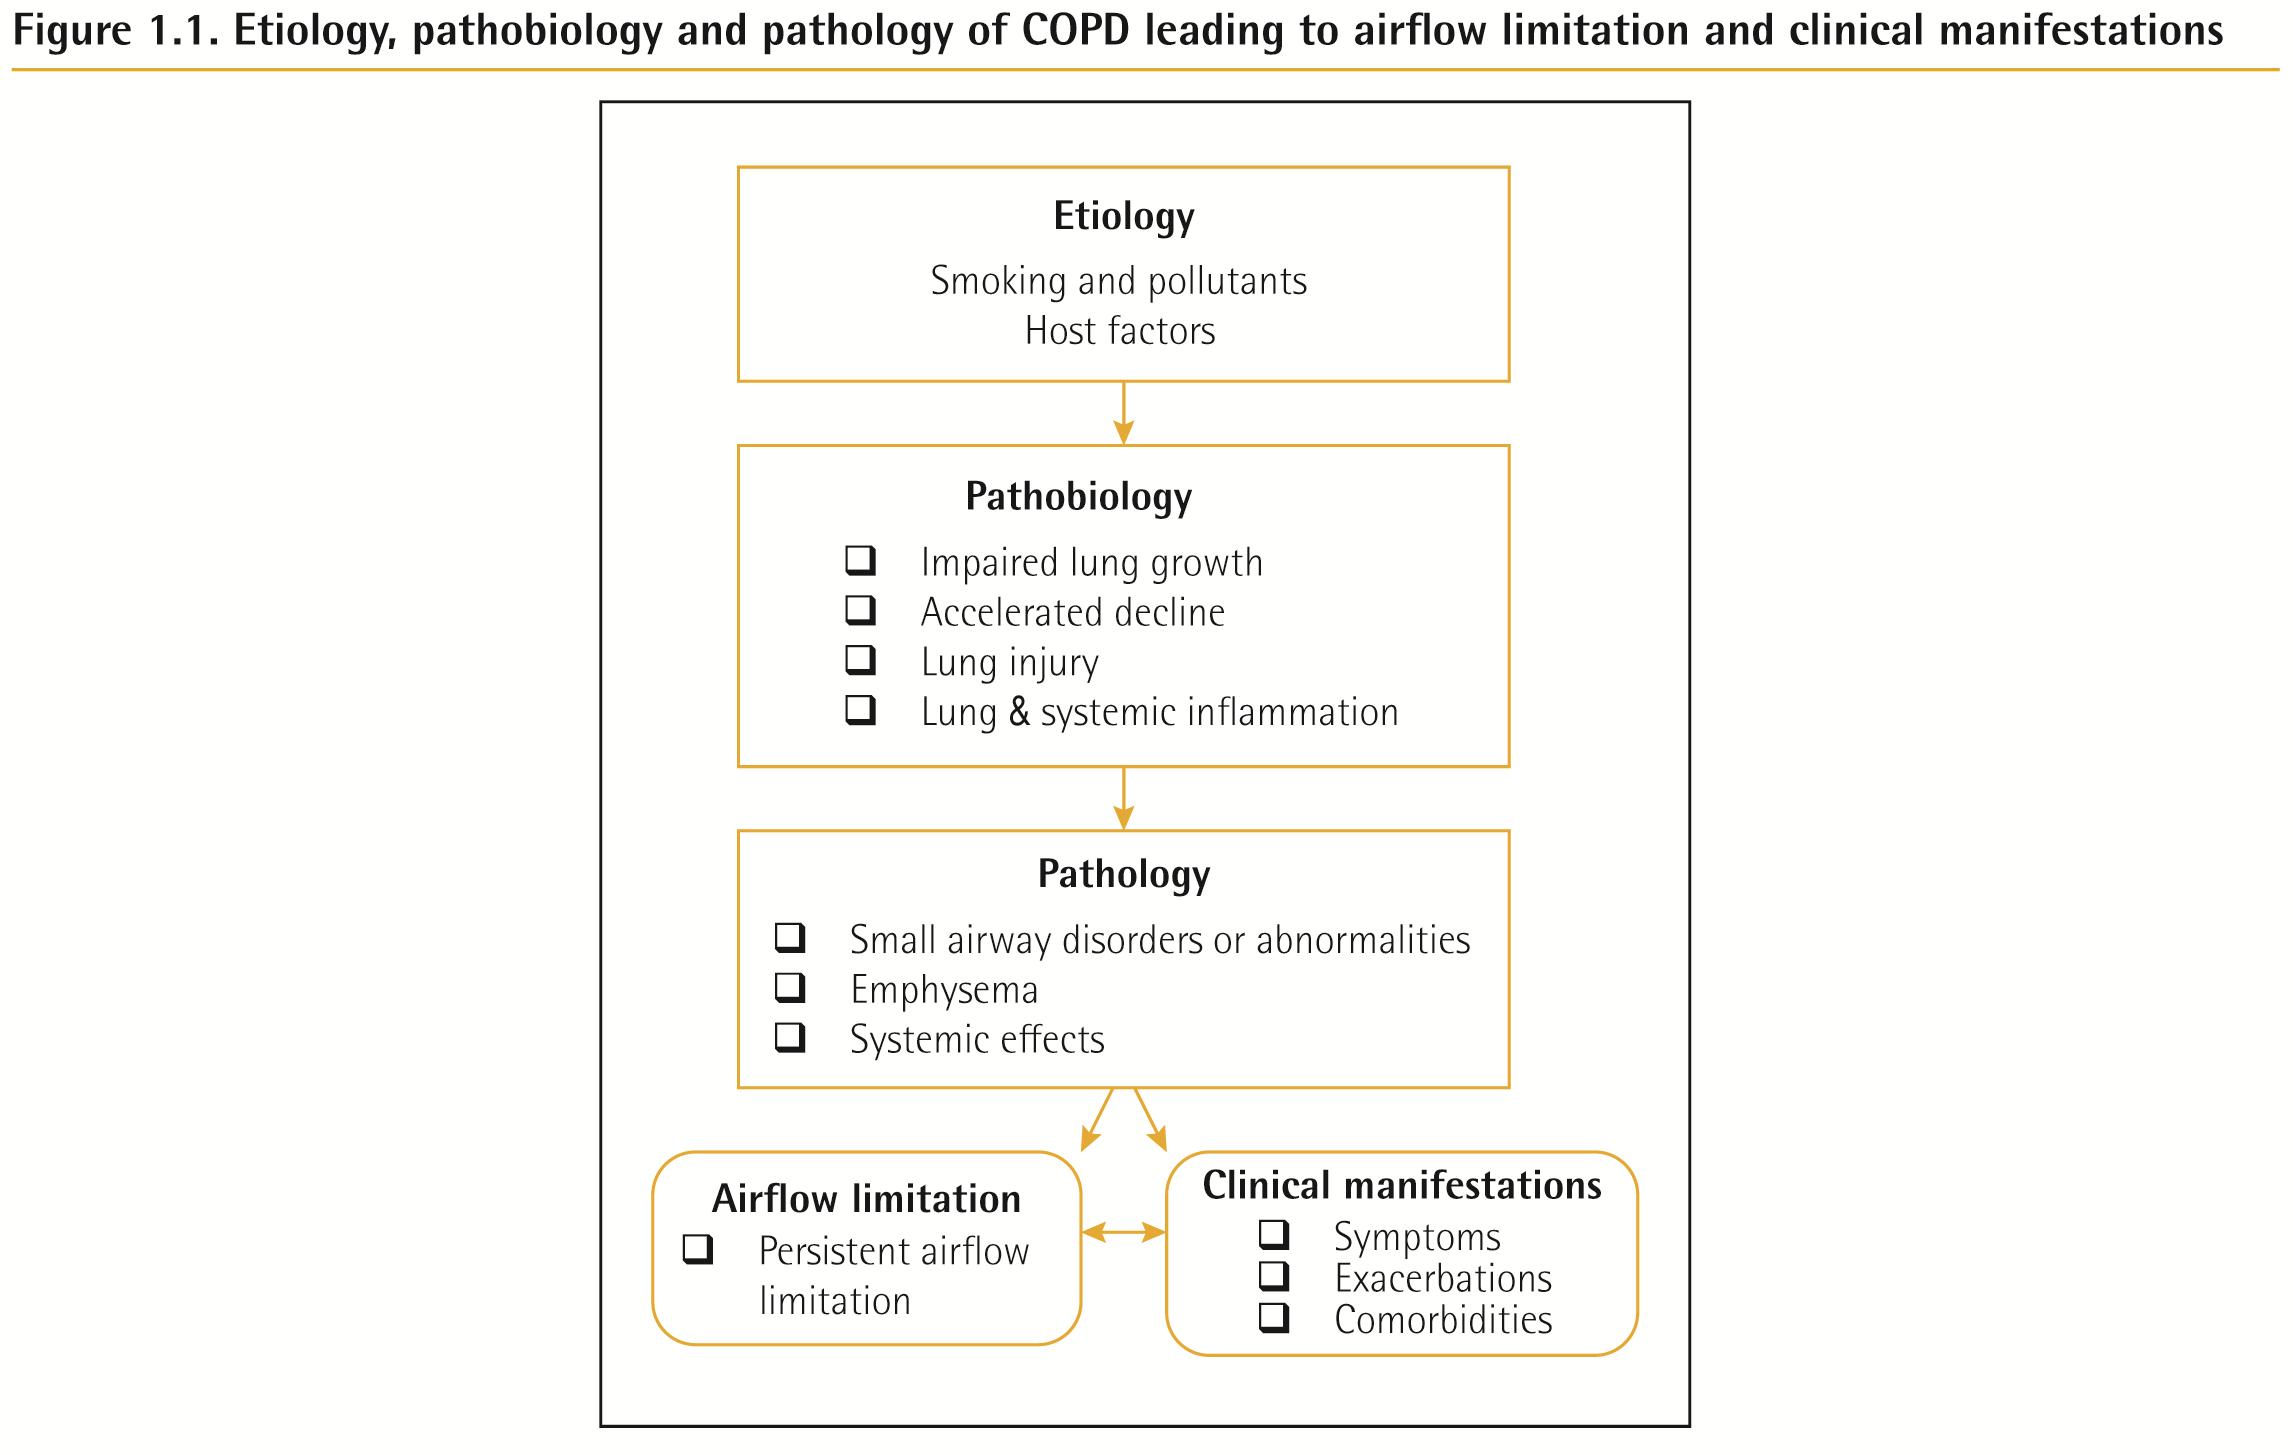 Figure 1.1. Etiology, pathobiology and pathology of COPD leading to airflow limitation and clinical manifestations
Etiology
Smoking and pollutants
Host factors
Pathobiology
❑ Impaired lung growth
❑ Accelerated decline
❑ Lung injury
❑ Lung & systemic inflammation
Pathology
❑ Small airway disorders or abnormalities
❑ Emphysema
❑ Systemic effects
Airflow limitation
❑ Persistent airflow
limitation
Clinical manifestations
❑ Symptoms
❑ Exacerbations
❑ Comorbidities